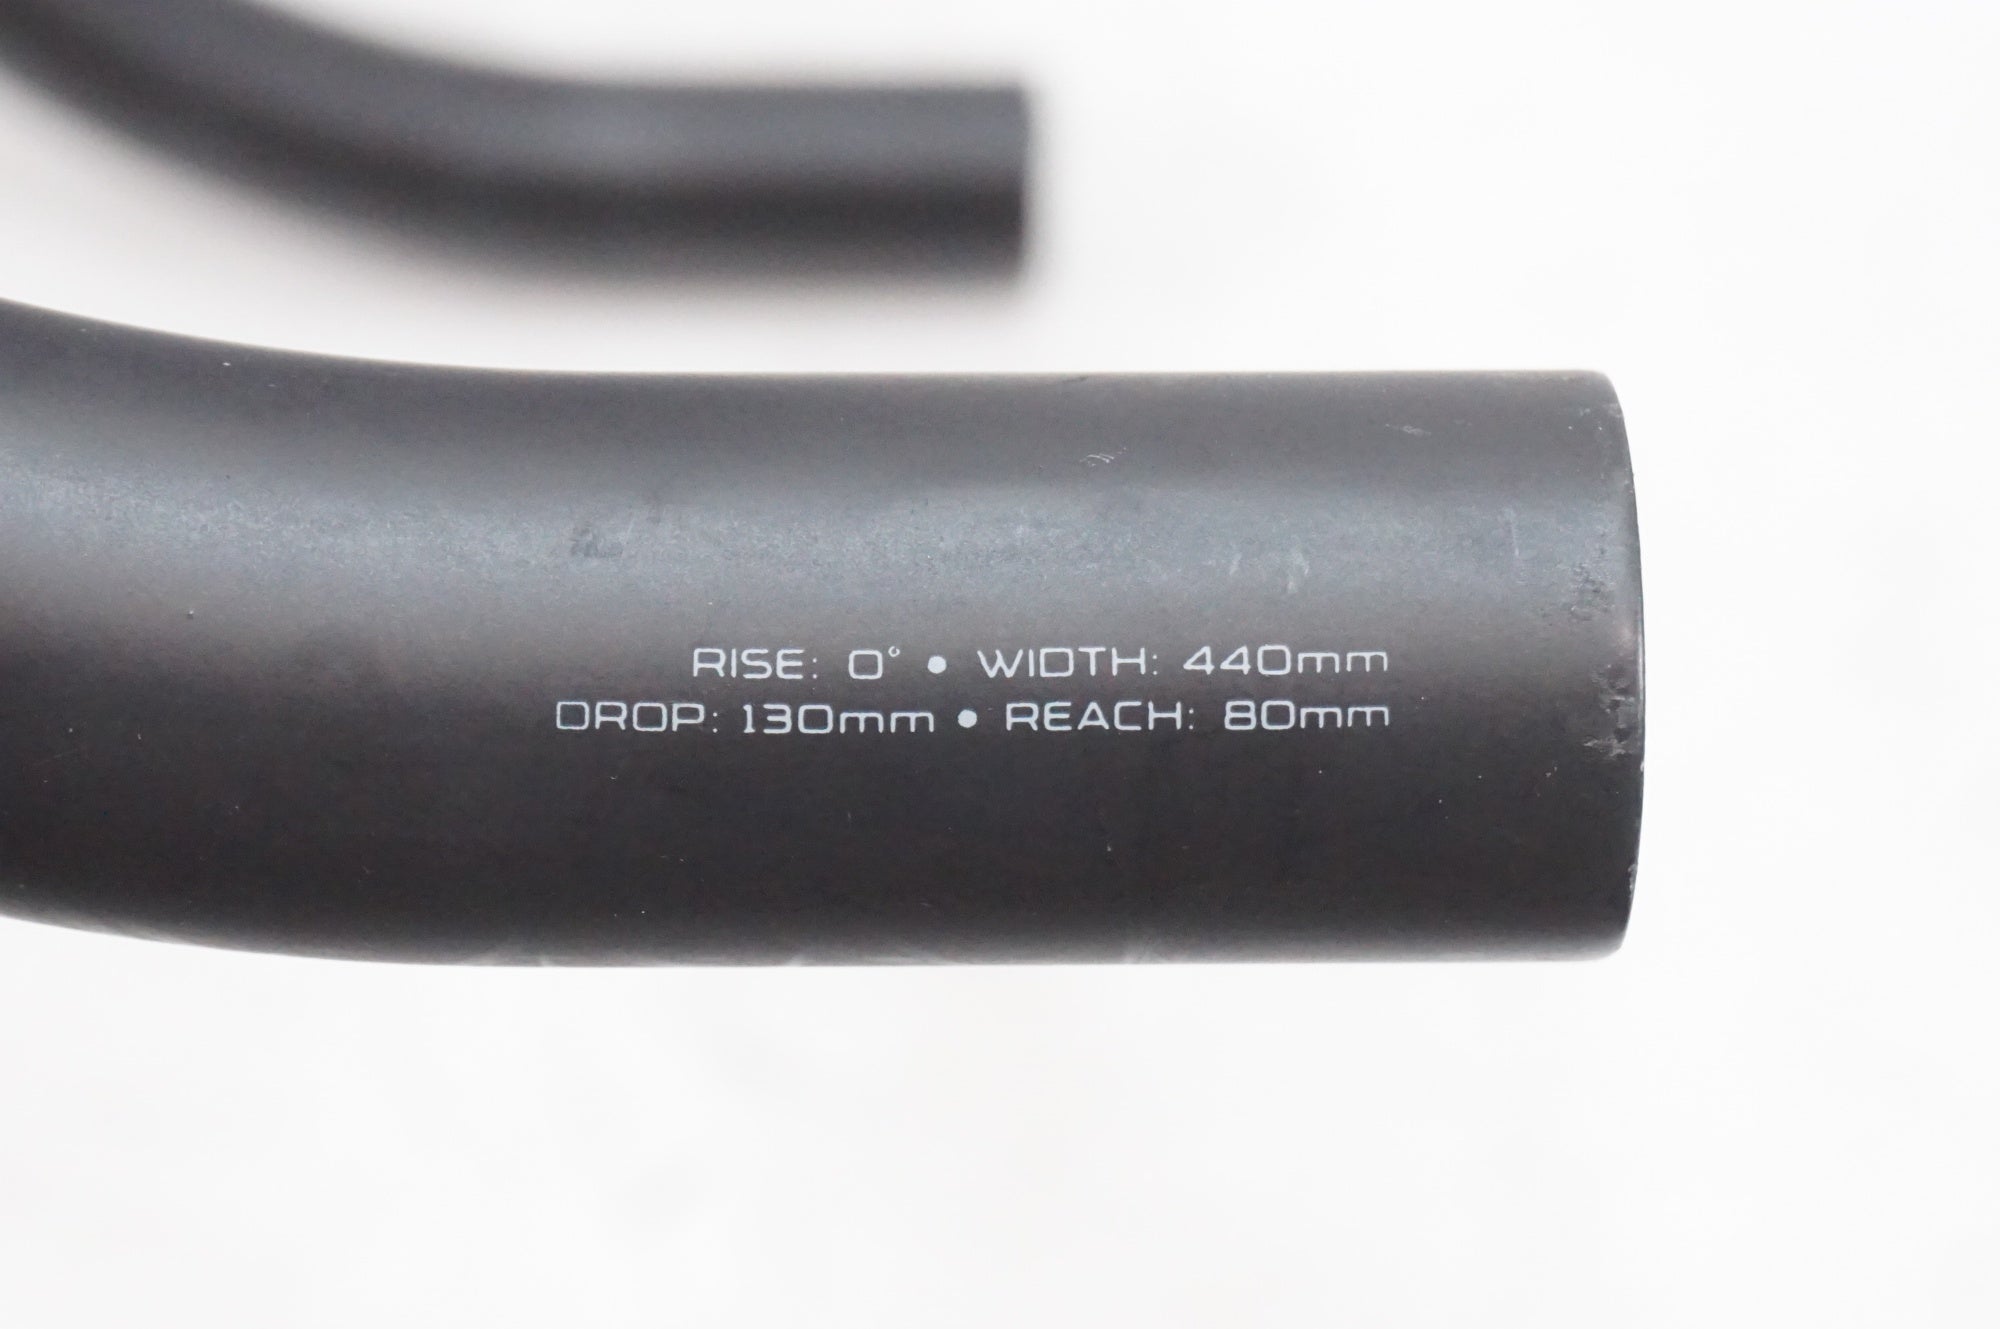 RISE: 0° • WIDTH: 440mm
DROP: 130mm • REACH: 80mm